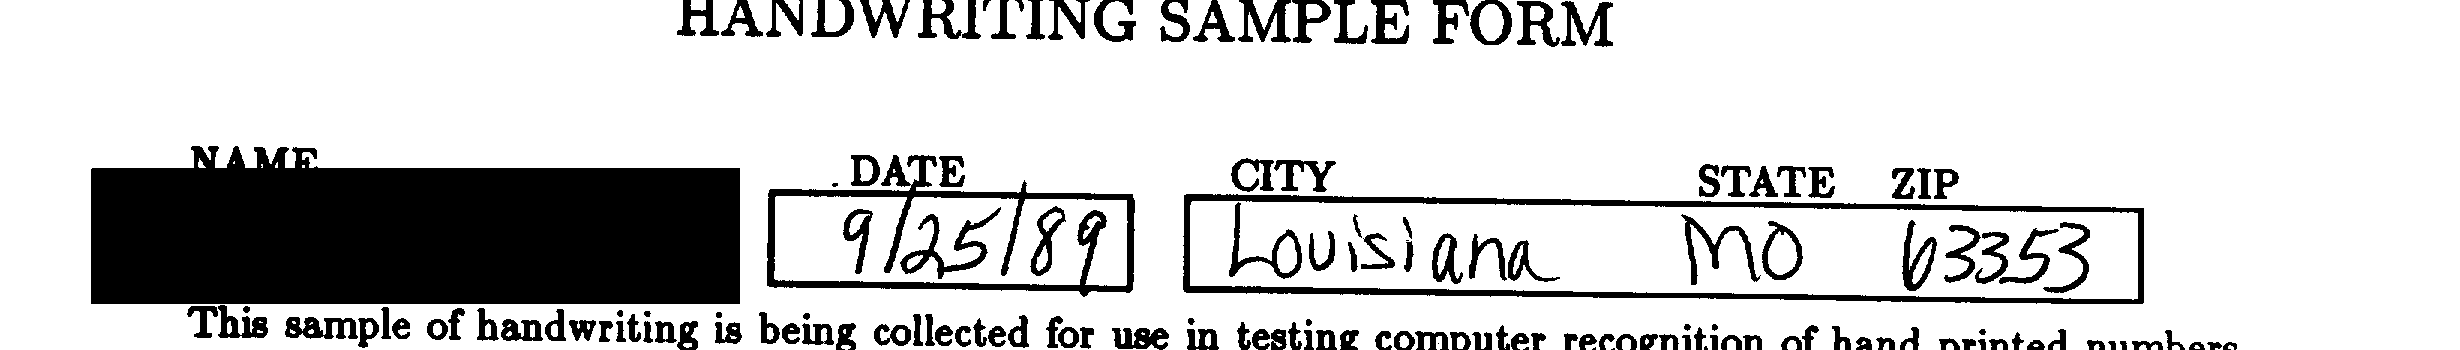 HANDWRITING SAMPLE FORM
NAME DATE CITY STATE ZIP
9/25/89 Louisiana MO 63353
This sample of handwriting is being collected for use in testing computer recognition of hand printed numbers